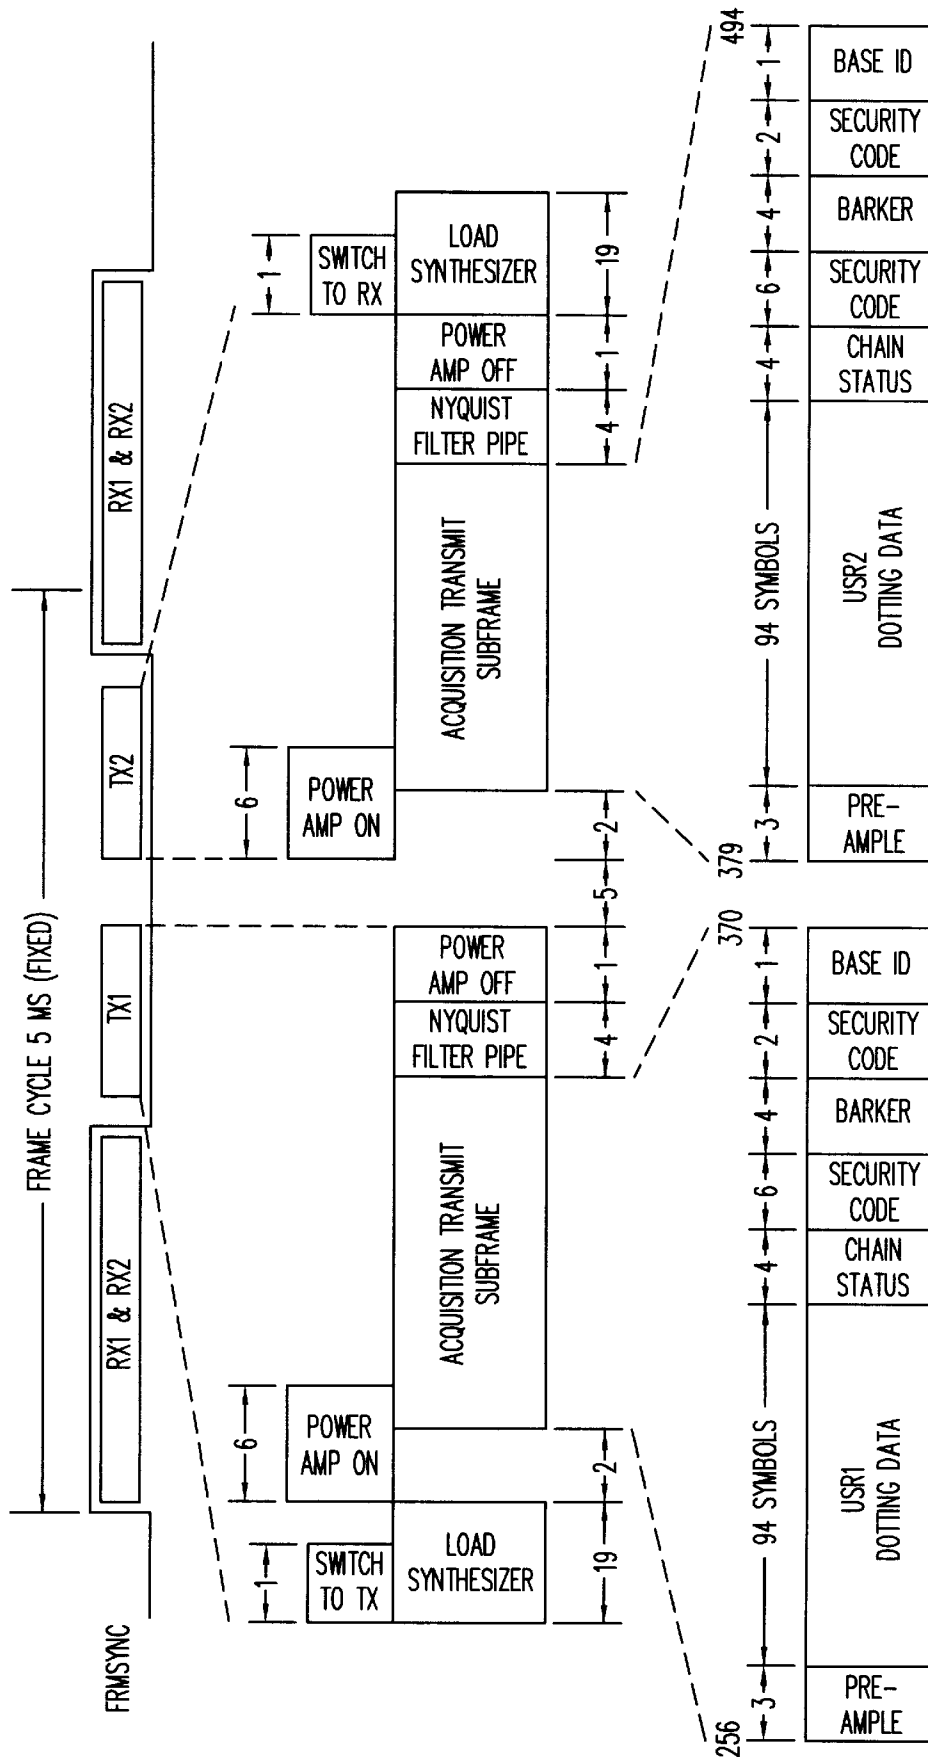 FRAME CYCLE 5 MS (FIXED)
FRMSYNC
RX1 & RX2
TX1
TX2
RX1 & RX2
1
6
6
1
SWITCH
TO TX
POWER
AMP ON
POWER
AMP ON
SWITCH
TO RX
LOAD
SYNTHESIZER
ACQUISITION TRANSMIT
SUBFRAME
NYQUIST
FILTER PIPE
POWER
AMP OFF
ACQUISITION TRANSMIT
SUBFRAME
NYQUIST
FILTER PIPE
POWER
AMP OFF
LOAD
SYNTHESIZER
19
2
4
1
5
2
4
1
19
256
370
379
494
3
94 SYMBOLS
4
6
4
2
1
3
94 SYMBOLS
4
6
4
2
1
PRE-
AMPLE
USR1
DOTTING DATA
CHAIN
STATUS
SECURITY
CODE
BARKER
SECURITY
CODE
BASE ID
PRE-
AMPLE
USR2
DOTTING DATA
CHAIN
STATUS
SECURITY
CODE
BARKER
SECURITY
CODE
BASE ID